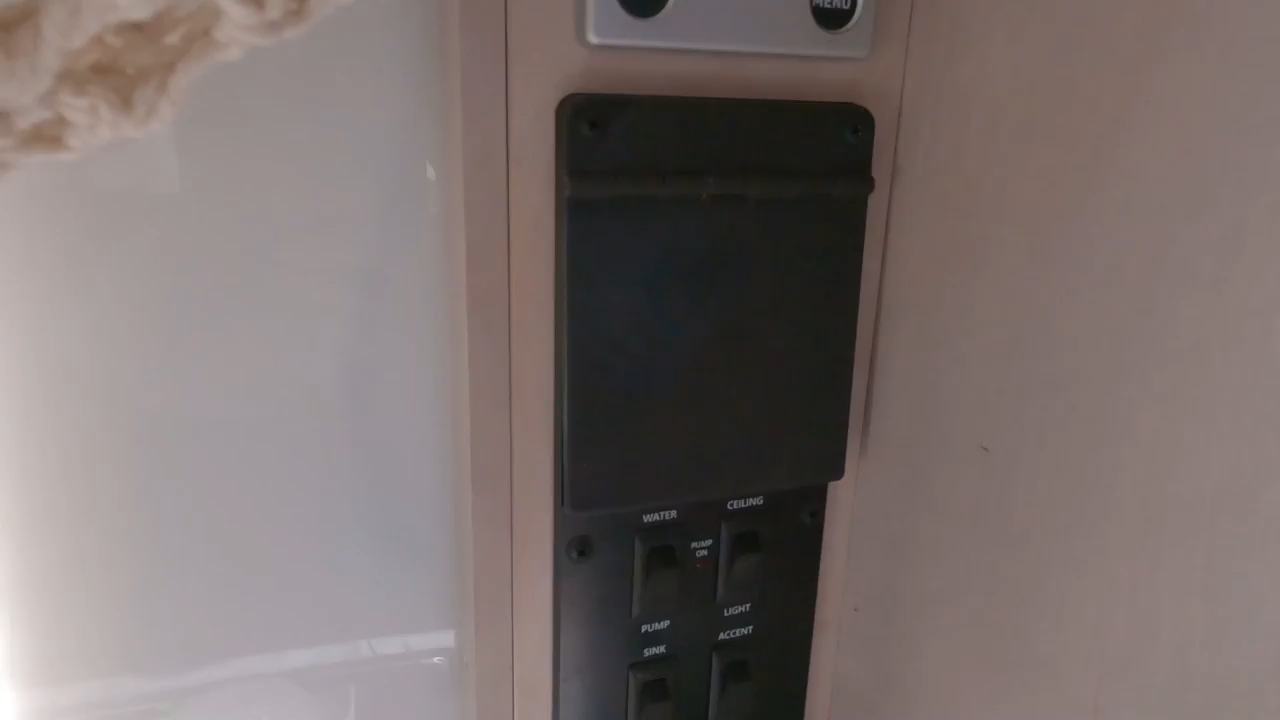 MENU
WATER
CEILING
PUMP
ON
PUMP
LIGHT
SINK
ACCENT